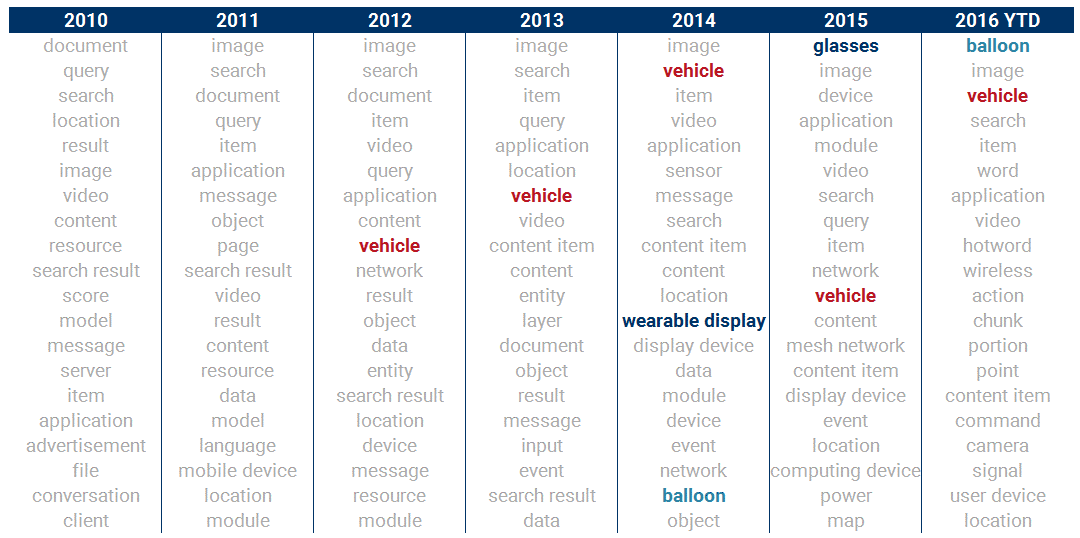 2010 2011 2012 2013 2014 2015 2016 YTD
document image image image image glasses balloon
query search search search vehicle image image
search document document item item device vehicle
location query item query video application search
result item video application application module item
image application query location sensor video word
video message application vehicle message search application
content object content video search query video
resource page vehicle content item content item item hotword
search result search result network content content network wireless
score video result entity location vehicle action
model result object layer wearable display content chunk
message content data document display device mesh network portion
server resource entity object data content item point
item data search result result module display device content item
application model location message device event command
advertisement language device input event location camera
file mobile device message event network computing device signal
conversation location resource search result balloon power user device
client module module data object map location